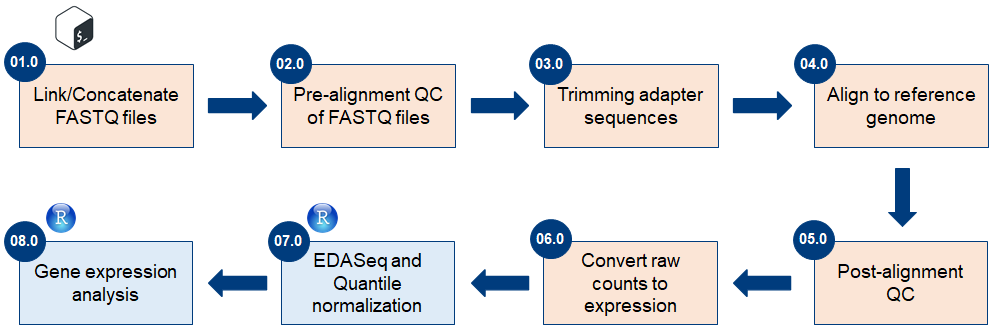 $_
01.0
Link/Concatenate
FASTQ files
02.0
Pre-alignment QC
of FASTQ files
03.0
Trimming adapter
sequences
04.0
Align to reference
genome
05.0
Post-alignment
QC
06.0
Convert raw
counts to
expression
R
07.0
EDASeq and
Quantile
normalization
R
08.0
Gene expression
analysis